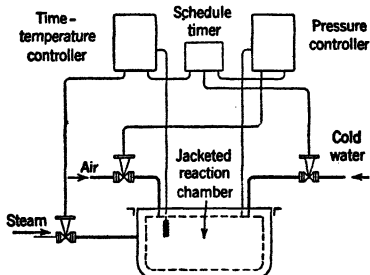 Time-
temperature
controller
Schedule
timer
Pressure
controller
Air
Jacketed
reaction
chamber
Cold
water
Steam